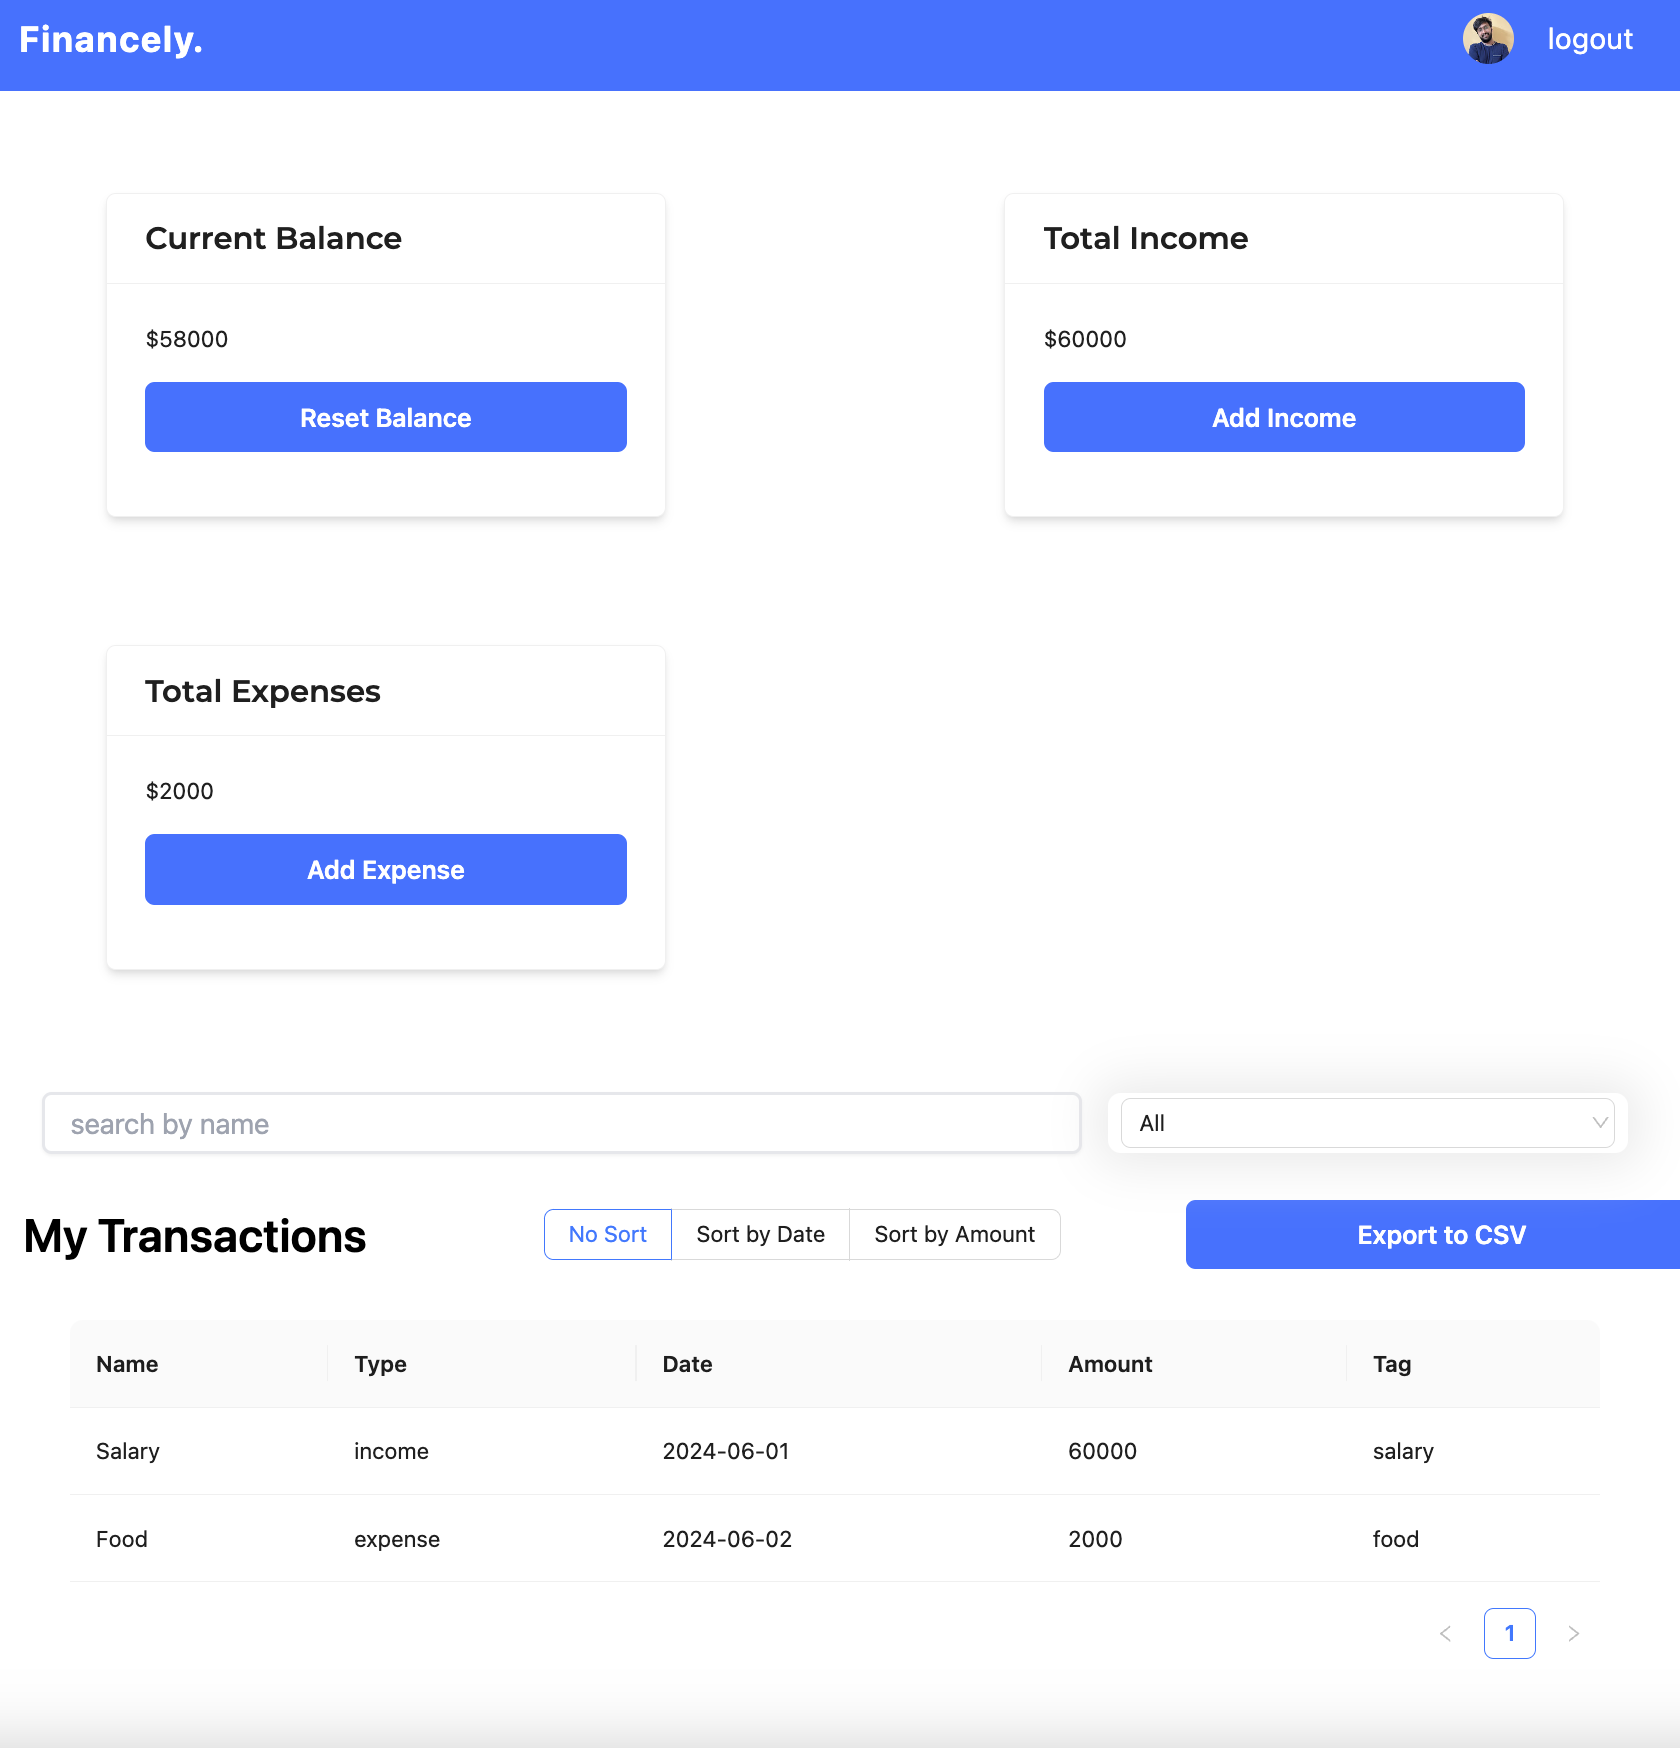 Financely.
logout
Current Balance
$58000
Reset Balance
Total Income
$60000
Add Income
Total Expenses
$2000
Add Expense
search by name
All
My Transactions
No Sort Sort by Date Sort by Amount
Export to CSV
Name Type Date Amount Tag
Salary income 2024-06-01 60000 salary
Food expense 2024-06-02 2000 food
1